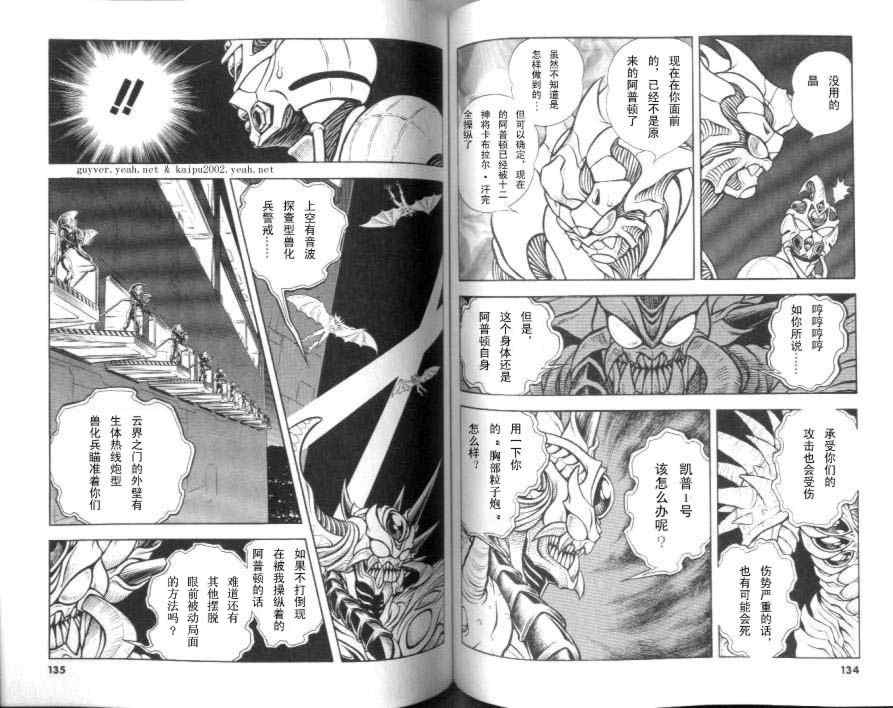 没用的
晶
现在在你面前
的，已经不是原
来的阿普顿了
虽然不知道是
怎样做到的…
但可以确定，现在
的阿普顿已经被十二
神将卡布拉尔·汗完
全操纵了
哼哼哼哼
如你所说……
但是，
这个身体还是
阿普顿自身
承受你们的
攻击也会受伤
伤势严重的话，
也有可能会死
凯普1号
该怎么办呢？
用一下你
的“胸部粒子炮”
怎么样？
134
!!
guyver.yeah.net & kaipu2002.yeah.net
上空有音波
探查型兽化
兵警戒……
云界之门的外壁有
生体热线炮型
兽化兵瞄准着你们
如果不打倒现
在被我操纵着的
阿普顿的话
难道还有
其他摆脱
眼前被动局面
的方法吗？
135